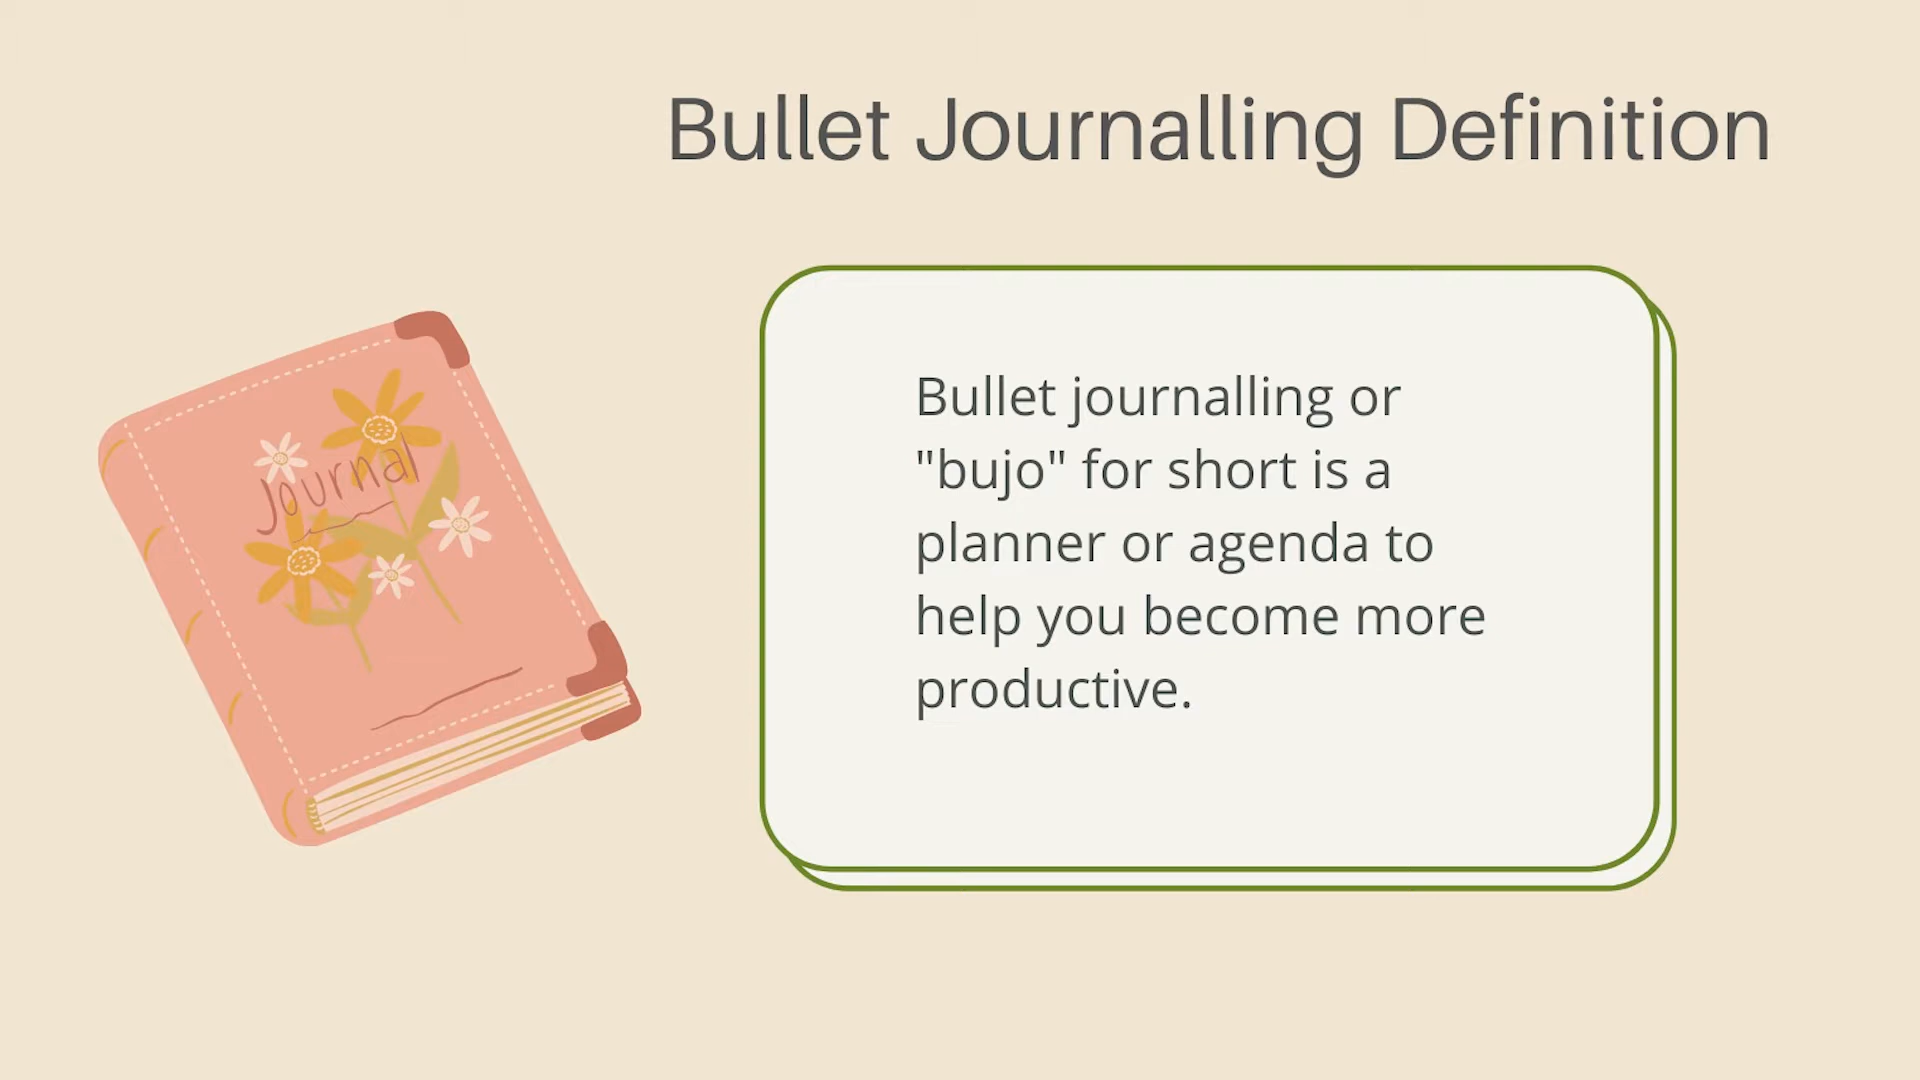 Bullet Journalling Definition
Journal
Bullet journalling or
"bujo" for short is a
planner or agenda to
help you become more
productive.